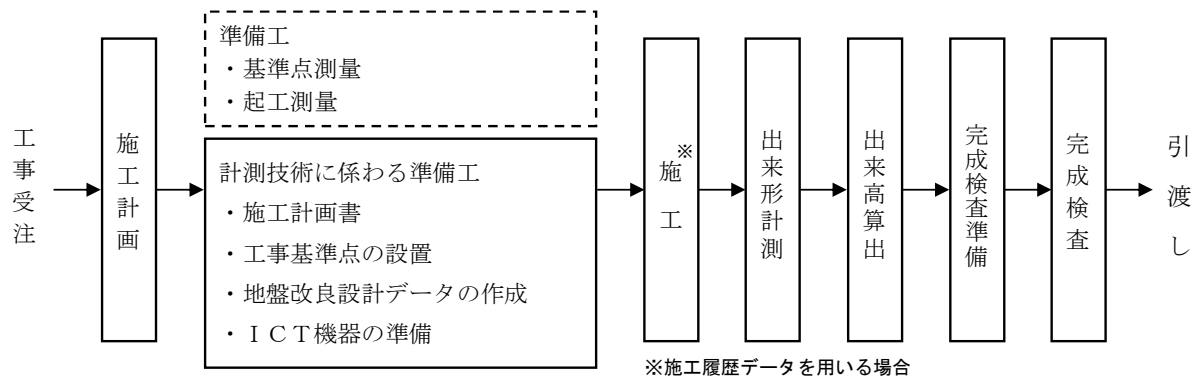 工事受注
施工計画
準備工
・基準点測量
・起工測量
計測技術に係わる準備工
・施工計画書
・工事基準点の設置
・地盤改良設計データの作成
・ＩＣＴ機器の準備
施工※
出来形計測
出来高算出
完成検査準備
完成検査
引渡し
※施工履歴データを用いる場合